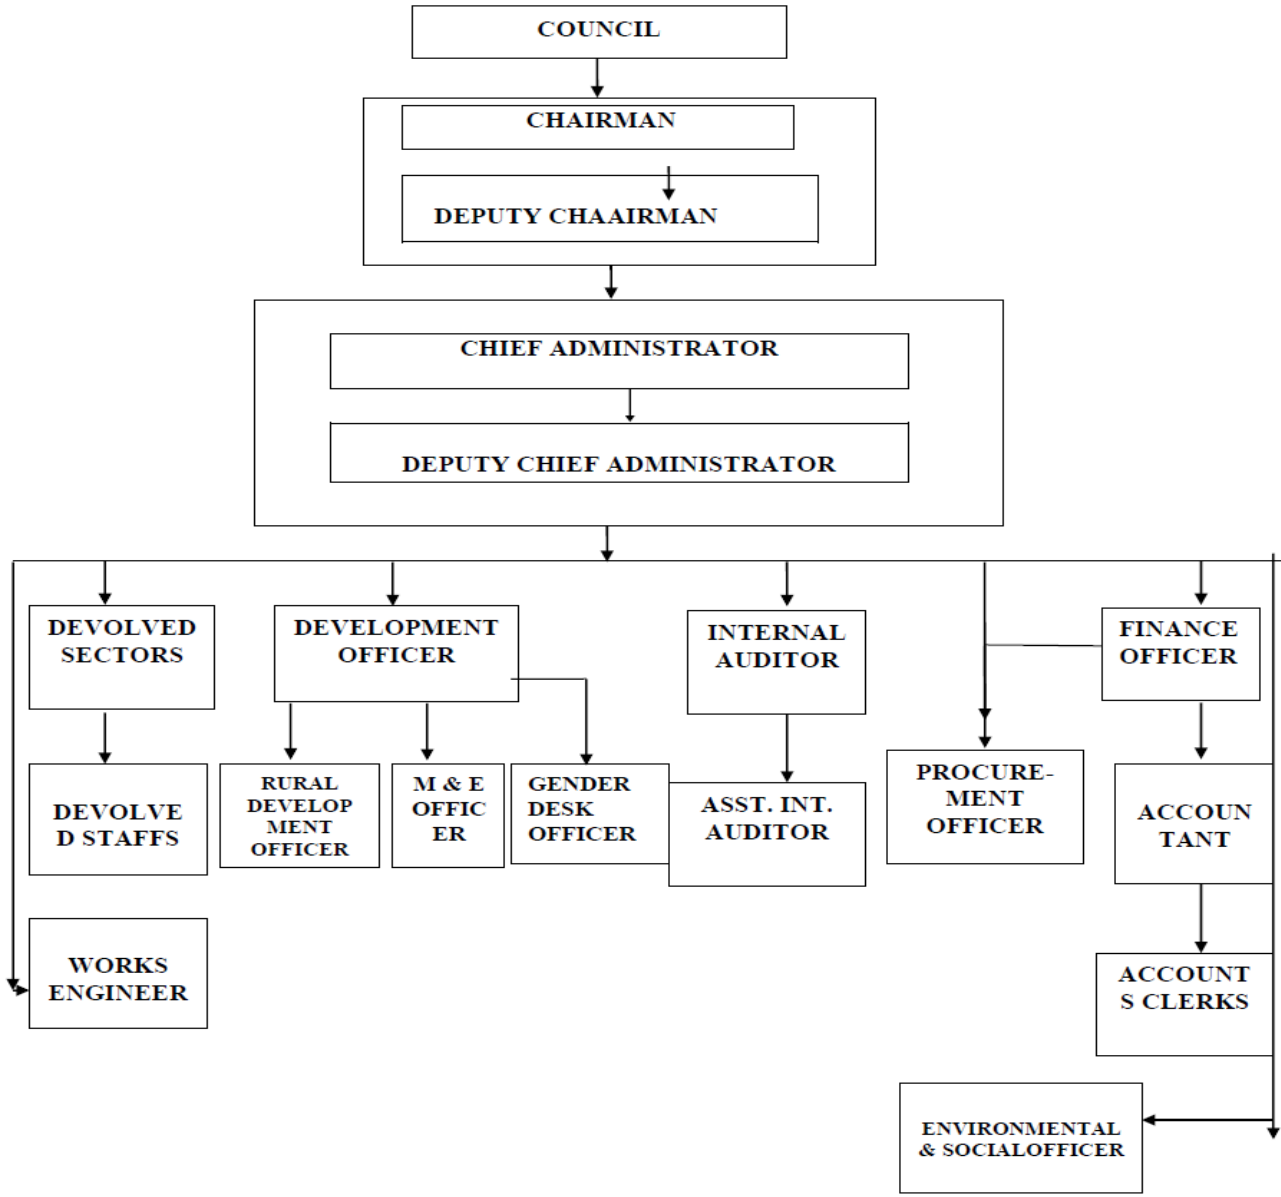 COUNCIL
CHAIRMAN
DEPUTY CHAAIRMAN
CHIEF ADMINISTRATOR
DEPUTY CHIEF ADMINISTRATOR
DEVOLVED
SECTORS
DEVELOPMENT
OFFICER
INTERNAL
AUDITOR
FINANCE
OFFICER
DEVOLVE
D STAFFS
RURAL
DEVELOP
MENT
OFFICER
M & E
OFFIC
ER
GENDER
DESK
OFFICER
ASST. INT.
AUDITOR
PROCURE-
MENT
OFFICER
ACCOUN
TANT
WORKS
ENGINEER
ACCOUNT
S CLERKS
ENVIRONMENTAL
& SOCIALOFFICER